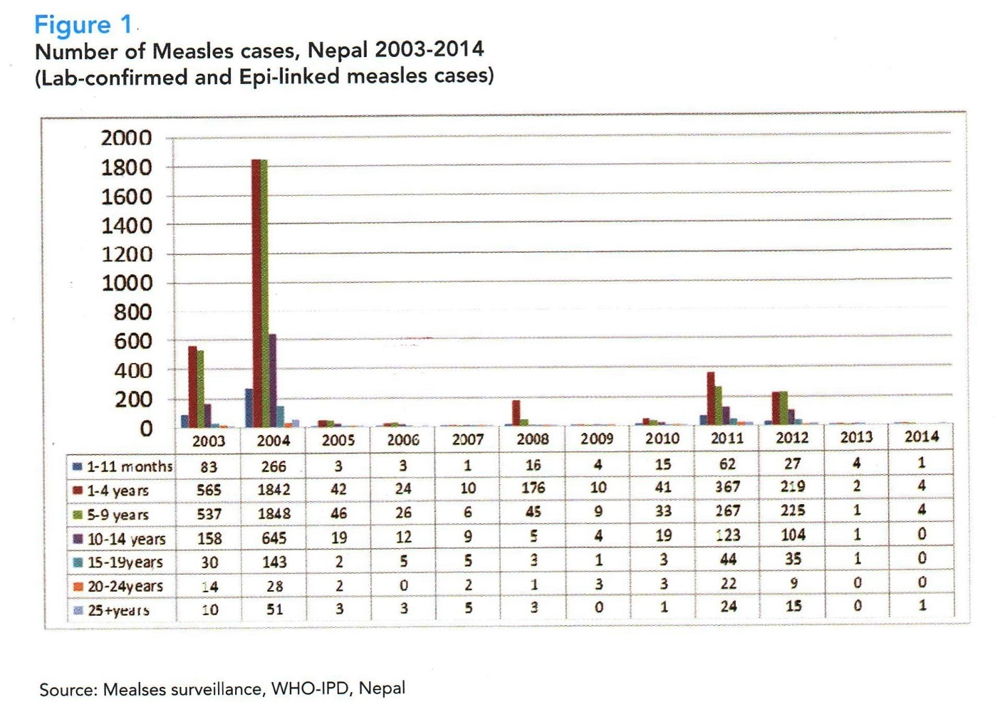 Figure 1
Number of Measles cases, Nepal 2003-2014
(Lab-confirmed and Epi-linked measles cases)
2000
1800
1600
1400
1200
1000
800
600
400
200
0
2003 2004 2005 2006 2007 2008 2009 2010 2011 2012 2013 2014
1-11 months 83 266 3 3 1 16 4 15 62 27 4 1
1-4 years 565 1842 42 24 10 176 10 41 367 219 2 4
5-9 years 537 1848 46 26 6 45 9 33 267 225 1 4
10-14 years 158 645 19 12 9 5 4 19 123 104 1 0
15-19years 30 143 2 5 5 3 1 3 44 35 1 0
20-24years 14 28 2 0 2 1 3 3 22 9 0 0
25+years 10 51 3 3 5 3 0 1 24 15 0 1
Source: Mealses surveillance, WHO-IPD, Nepal